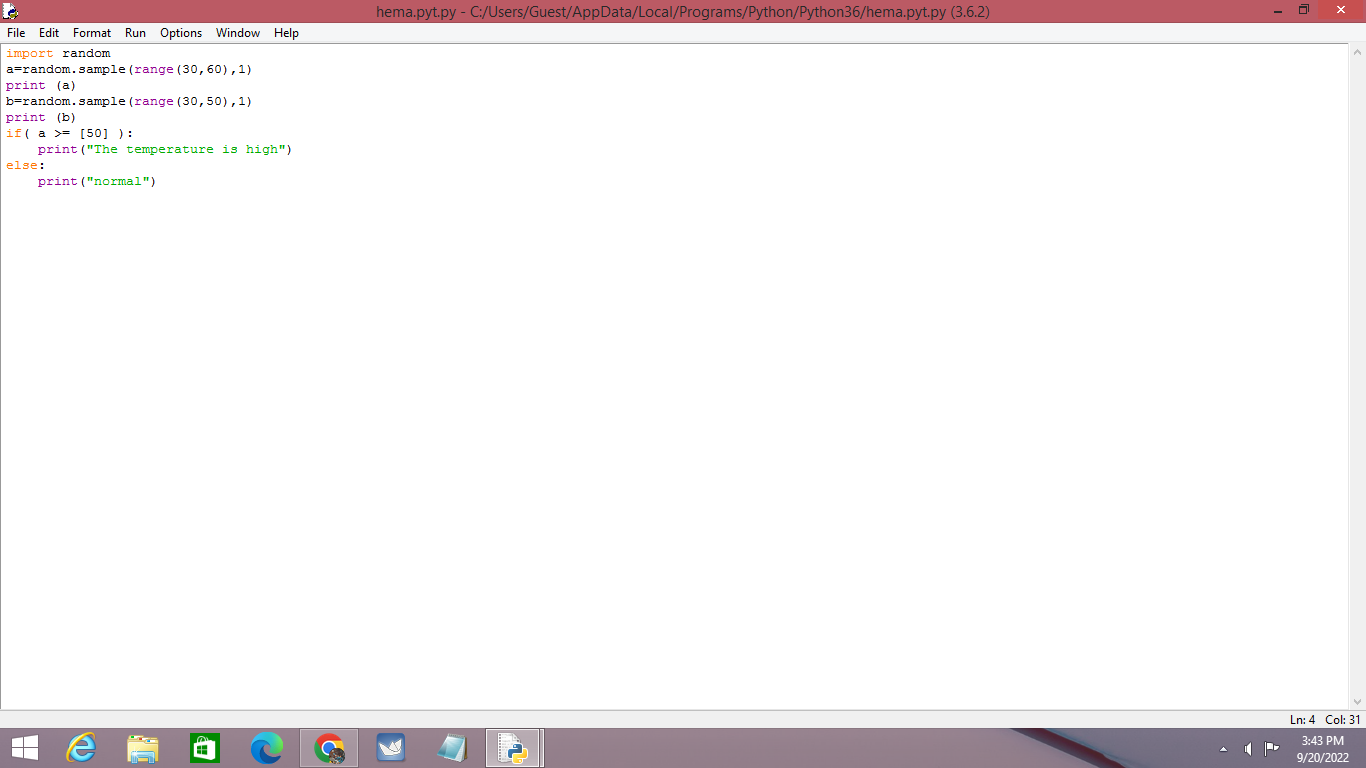 hema.pyt.py - C:/Users/Guest/AppData/Local/Programs/Python/Python36/hema.pyt.py (3.6.2)
File Edit Format Run Options Window Help
import random
a=random.sample(range(30,60),1)
print (a)
b=random.sample(range(30,50),1)
print (b)
if( a >= [50] ):
    print("The temperature is high")
else:
    print("normal")
Ln: 4 Col: 31
3:43 PM
9/20/2022